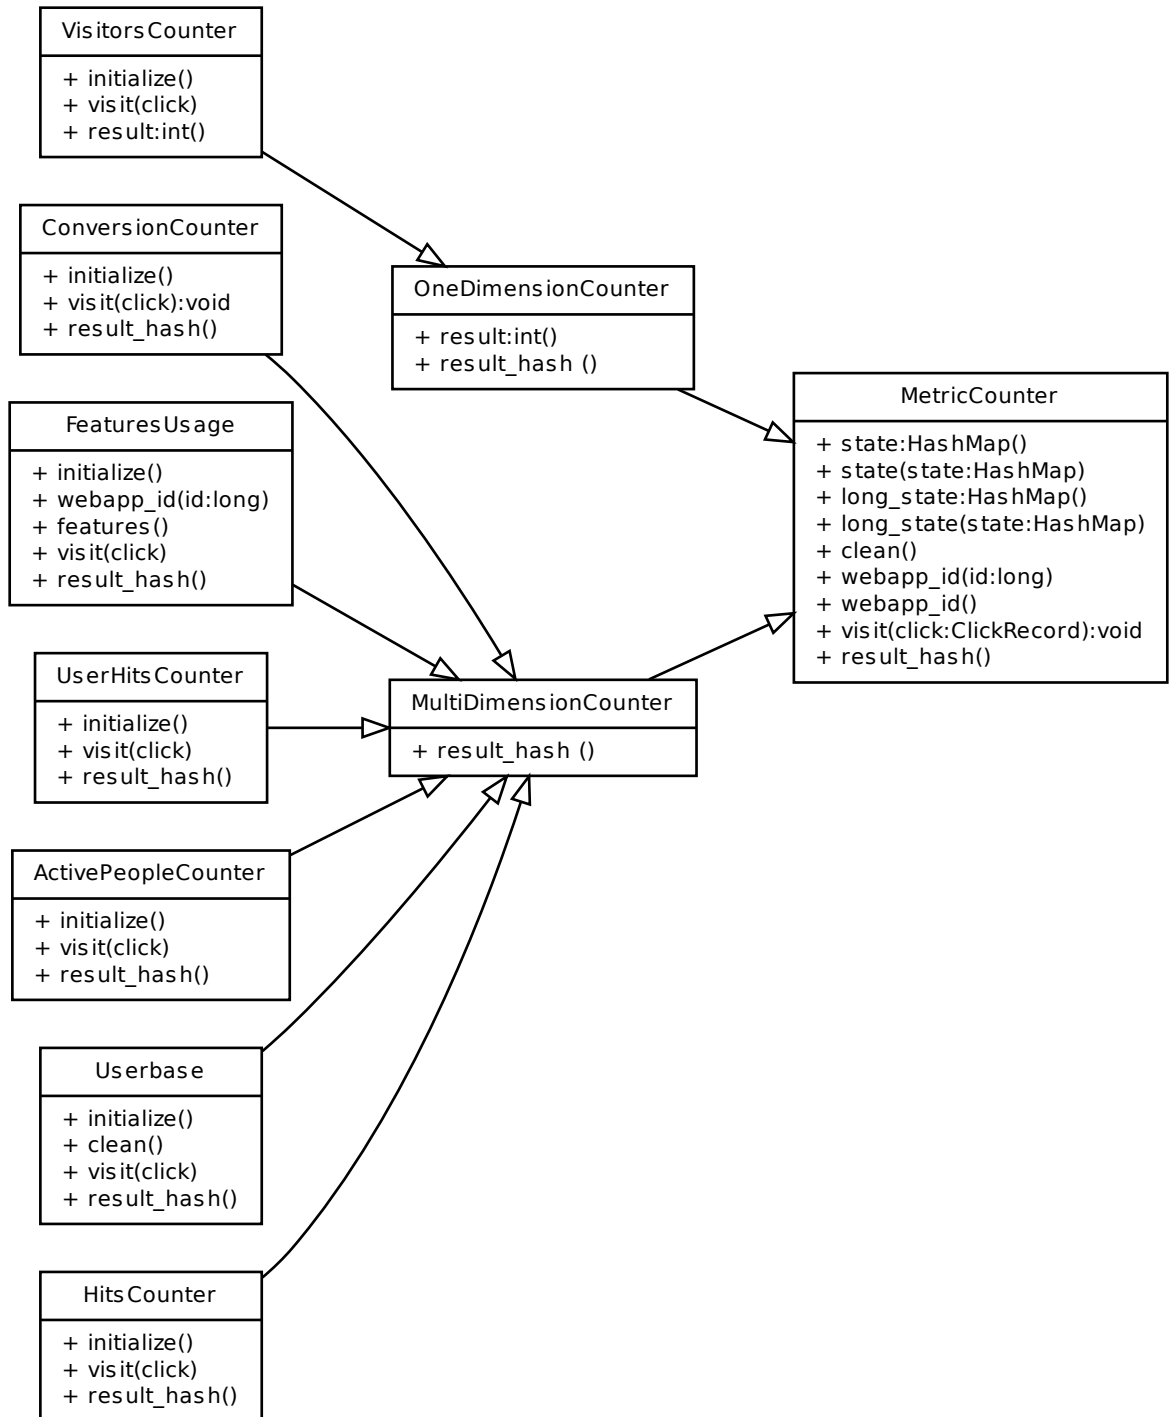 VisitorsCounter
+ initialize()
+ visit(click)
+ result:int()
ConversionCounter
+ initialize()
+ visit(click):void
+ result_hash()
FeaturesUsage
+ initialize()
+ webapp_id(id:long)
+ features()
+ visit(click)
+ result_hash()
UserHitsCounter
+ initialize()
+ visit(click)
+ result_hash()
ActivePeopleCounter
+ initialize()
+ visit(click)
+ result_hash()
Userbase
+ initialize()
+ clean()
+ visit(click)
+ result_hash()
HitsCounter
+ initialize()
+ visit(click)
+ result_hash()
OneDimensionCounter
+ result:int()
+ result_hash ()
MultiDimensionCounter
+ result_hash ()
MetricCounter
+ state:HashMap()
+ state(state:HashMap)
+ long_state:HashMap()
+ long_state(state:HashMap)
+ clean()
+ webapp_id(id:long)
+ webapp_id()
+ visit(click:ClickRecord):void
+ result_hash()